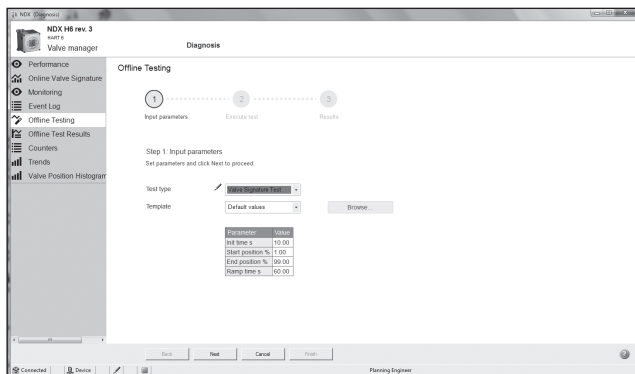 NDX (Diagnosis)
NDX H6 rev. 3
HART 6
Valve manager
Diagnosis
Performance
Online Valve Signature
Monitoring
Event Log
Offline Testing
Offline Test Results
Counters
Trends
Valve Position Histogram
Offline Testing
1
2
3
Input parameters
Execute test
Results
Step 1: Input parameters
Set parameters and click Next to proceed.
Test type
Valve Signature Test
Template
Default values
Browse...
Parameter Value
Init time s 10.00
Start position % 1.00
End position % 99.00
Ramp time s 60.00
Back Next Cancel Finish
?
Connected Device Planning Engineer